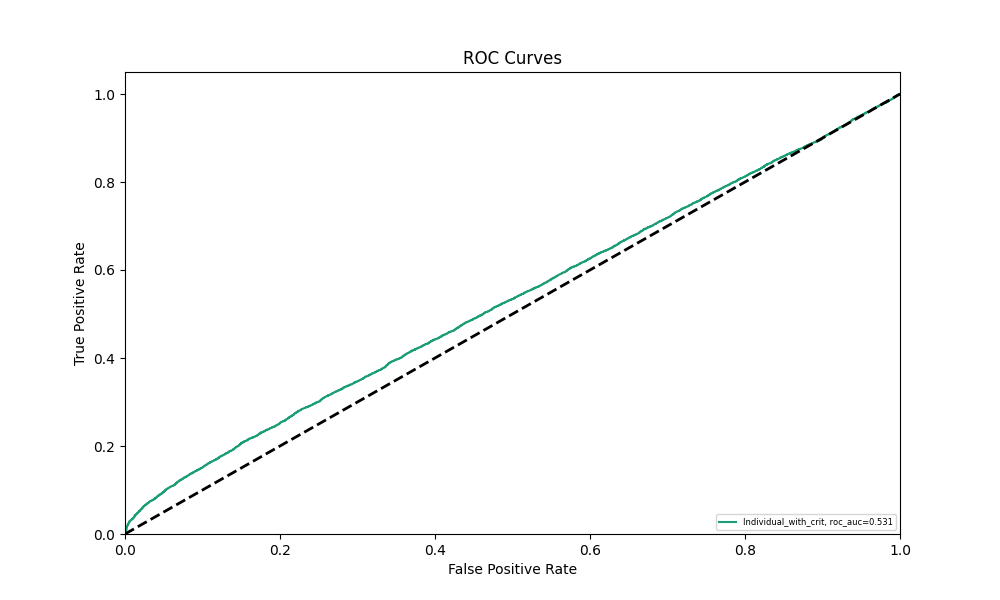 ROC Curves
True Positive Rate
1.0
0.8
0.6
0.4
0.2
0.0
0.0 0.2 0.4 0.6 0.8 1.0
False Positive Rate
Individual_with_crit, roc_auc=0.531